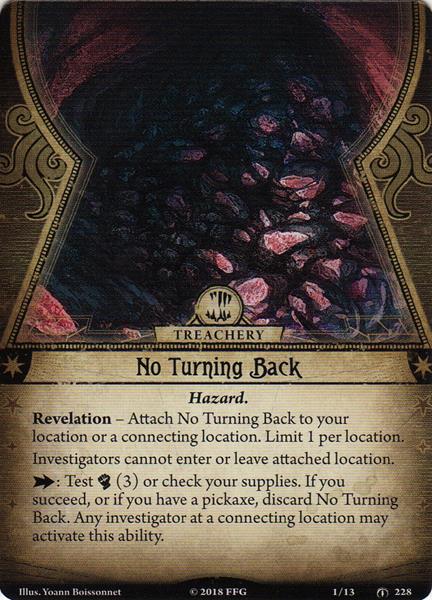 TREACHERY
No Turning Back
Hazard.
Revelation – Attach No Turning Back to your
location or a connecting location. Limit 1 per location.
Investigators cannot enter or leave attached location.
: Test (3) or check your supplies. If you
succeed, or if you have a pickaxe, discard No Turning
Back. Any investigator at a connecting location may
activate this ability.
Illus. Yoann Boissonnet © 2018 FFG 1/13 228